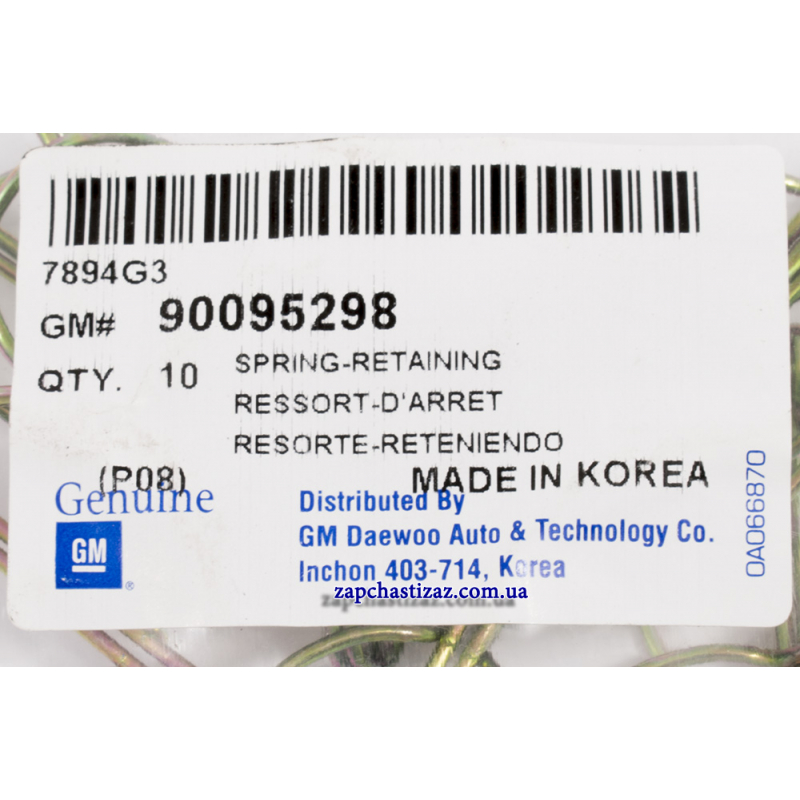 7894G3
GM# 90095298
QTY. 10 SPRING-RETAINING
RESSORT-D'ARRET
RESORTE-RETENIENDO
(P08) MADE IN KOREA
Genuine
GM ®
Distributed By
GM Daewoo Auto & Technology Co.
Inchon 403-714, Korea
zapchastizaz.com.ua
0A066870